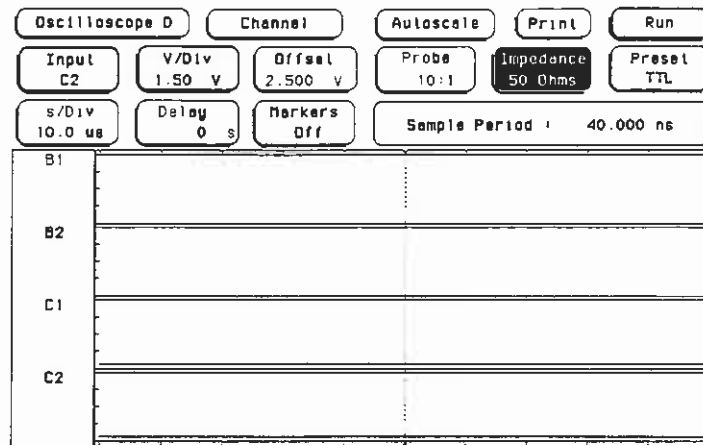 Oscilloscope D Channel Autoscale Print Run
Input C2
V/Div 1.50 V
Offset 2.500 V
Probe 10:1
Impedance 50 Ohms
Preset TTL
s/Div 10.0 us
Delay 0 s
Markers Off
Sample Period : 40.000 ns
B1
B2
C1
C2